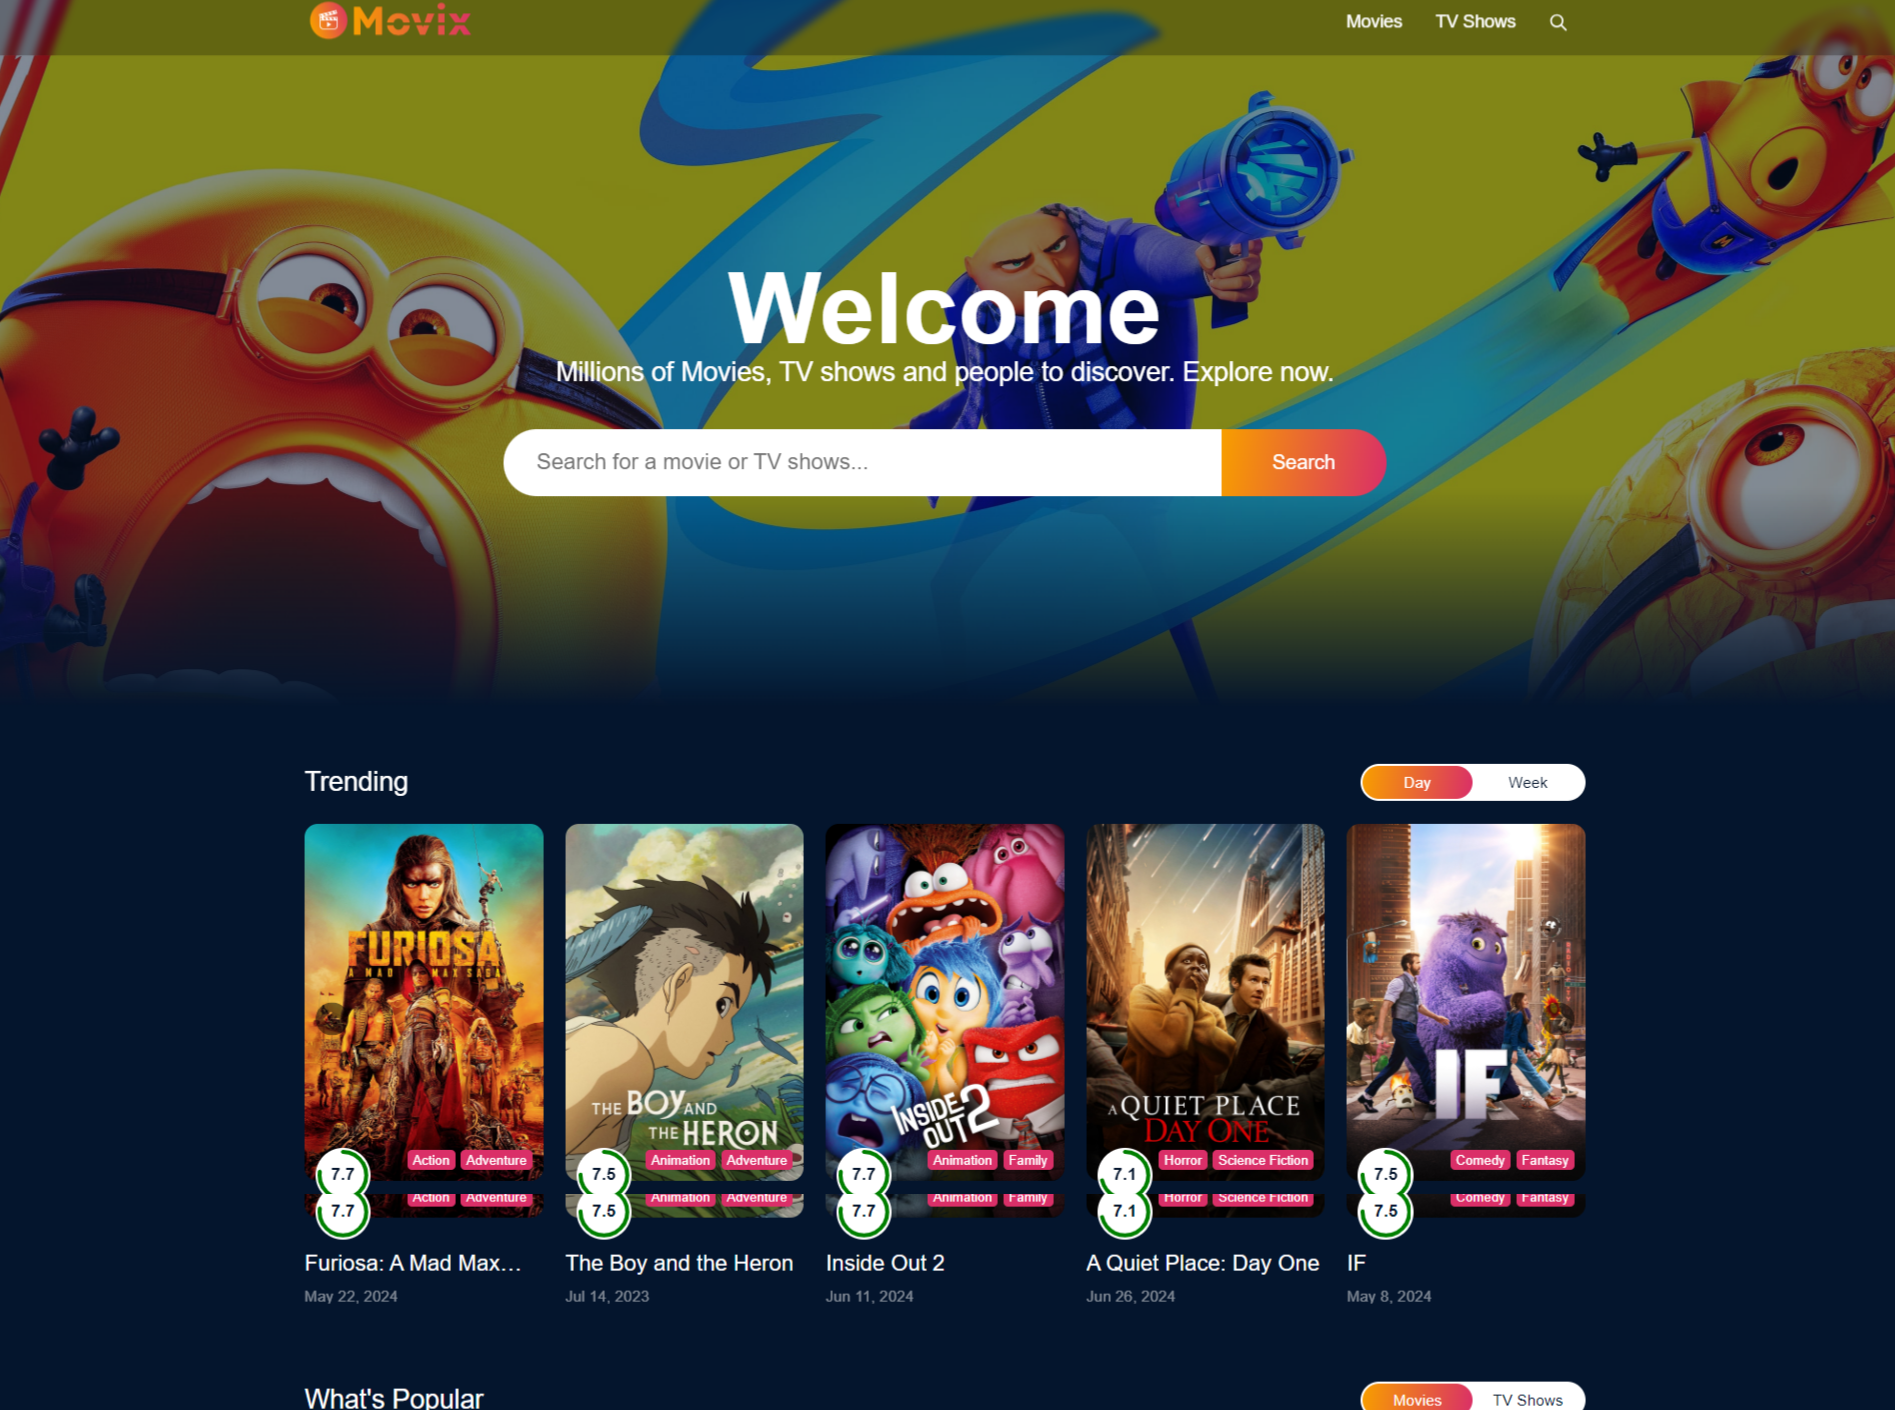 Movix
Movies
TV Shows
Welcome
Millions of Movies, TV shows and people to discover. Explore now.
Search for a movie or TV shows...
Search
Trending
Day
Week
FURIOSA
A MAD MAX SAGA
7.7
Action
Adventure
Action
Adventure
7.7
Furiosa: A Mad Max...
May 22, 2024
THE BOY AND
THE HERON
7.5
Animation
Adventure
Animation
Adventure
7.5
The Boy and the Heron
Jul 14, 2023
INSIDE
OUT 2
7.7
Animation
Family
Animation
Family
7.7
Inside Out 2
Jun 11, 2024
A QUIET PLACE
DAY ONE
7.1
Horror
Science Fiction
Horror
Science Fiction
7.1
A Quiet Place: Day One
Jun 26, 2024
IF
7.5
Comedy
Fantasy
Comedy
Fantasy
7.5
IF
May 8, 2024
What's Popular
Movies
TV Shows